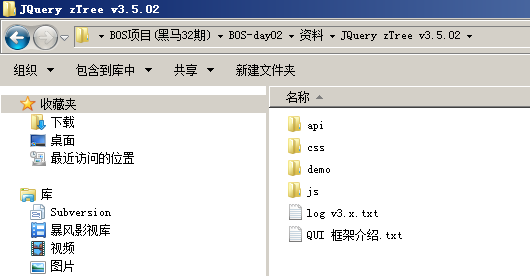 JQuery zTree v3.5.02
BOS项目(黑马32期) BOS-day02 资料 JQuery zTree v3.5.02
组织 包含到库中 共享 新建文件夹
收藏夹
下载
桌面
最近访问的位置
库
Subversion
暴风影视库
视频
图片
名称
api
css
demo
js
log v3.x.txt
QUI 框架介绍.txt